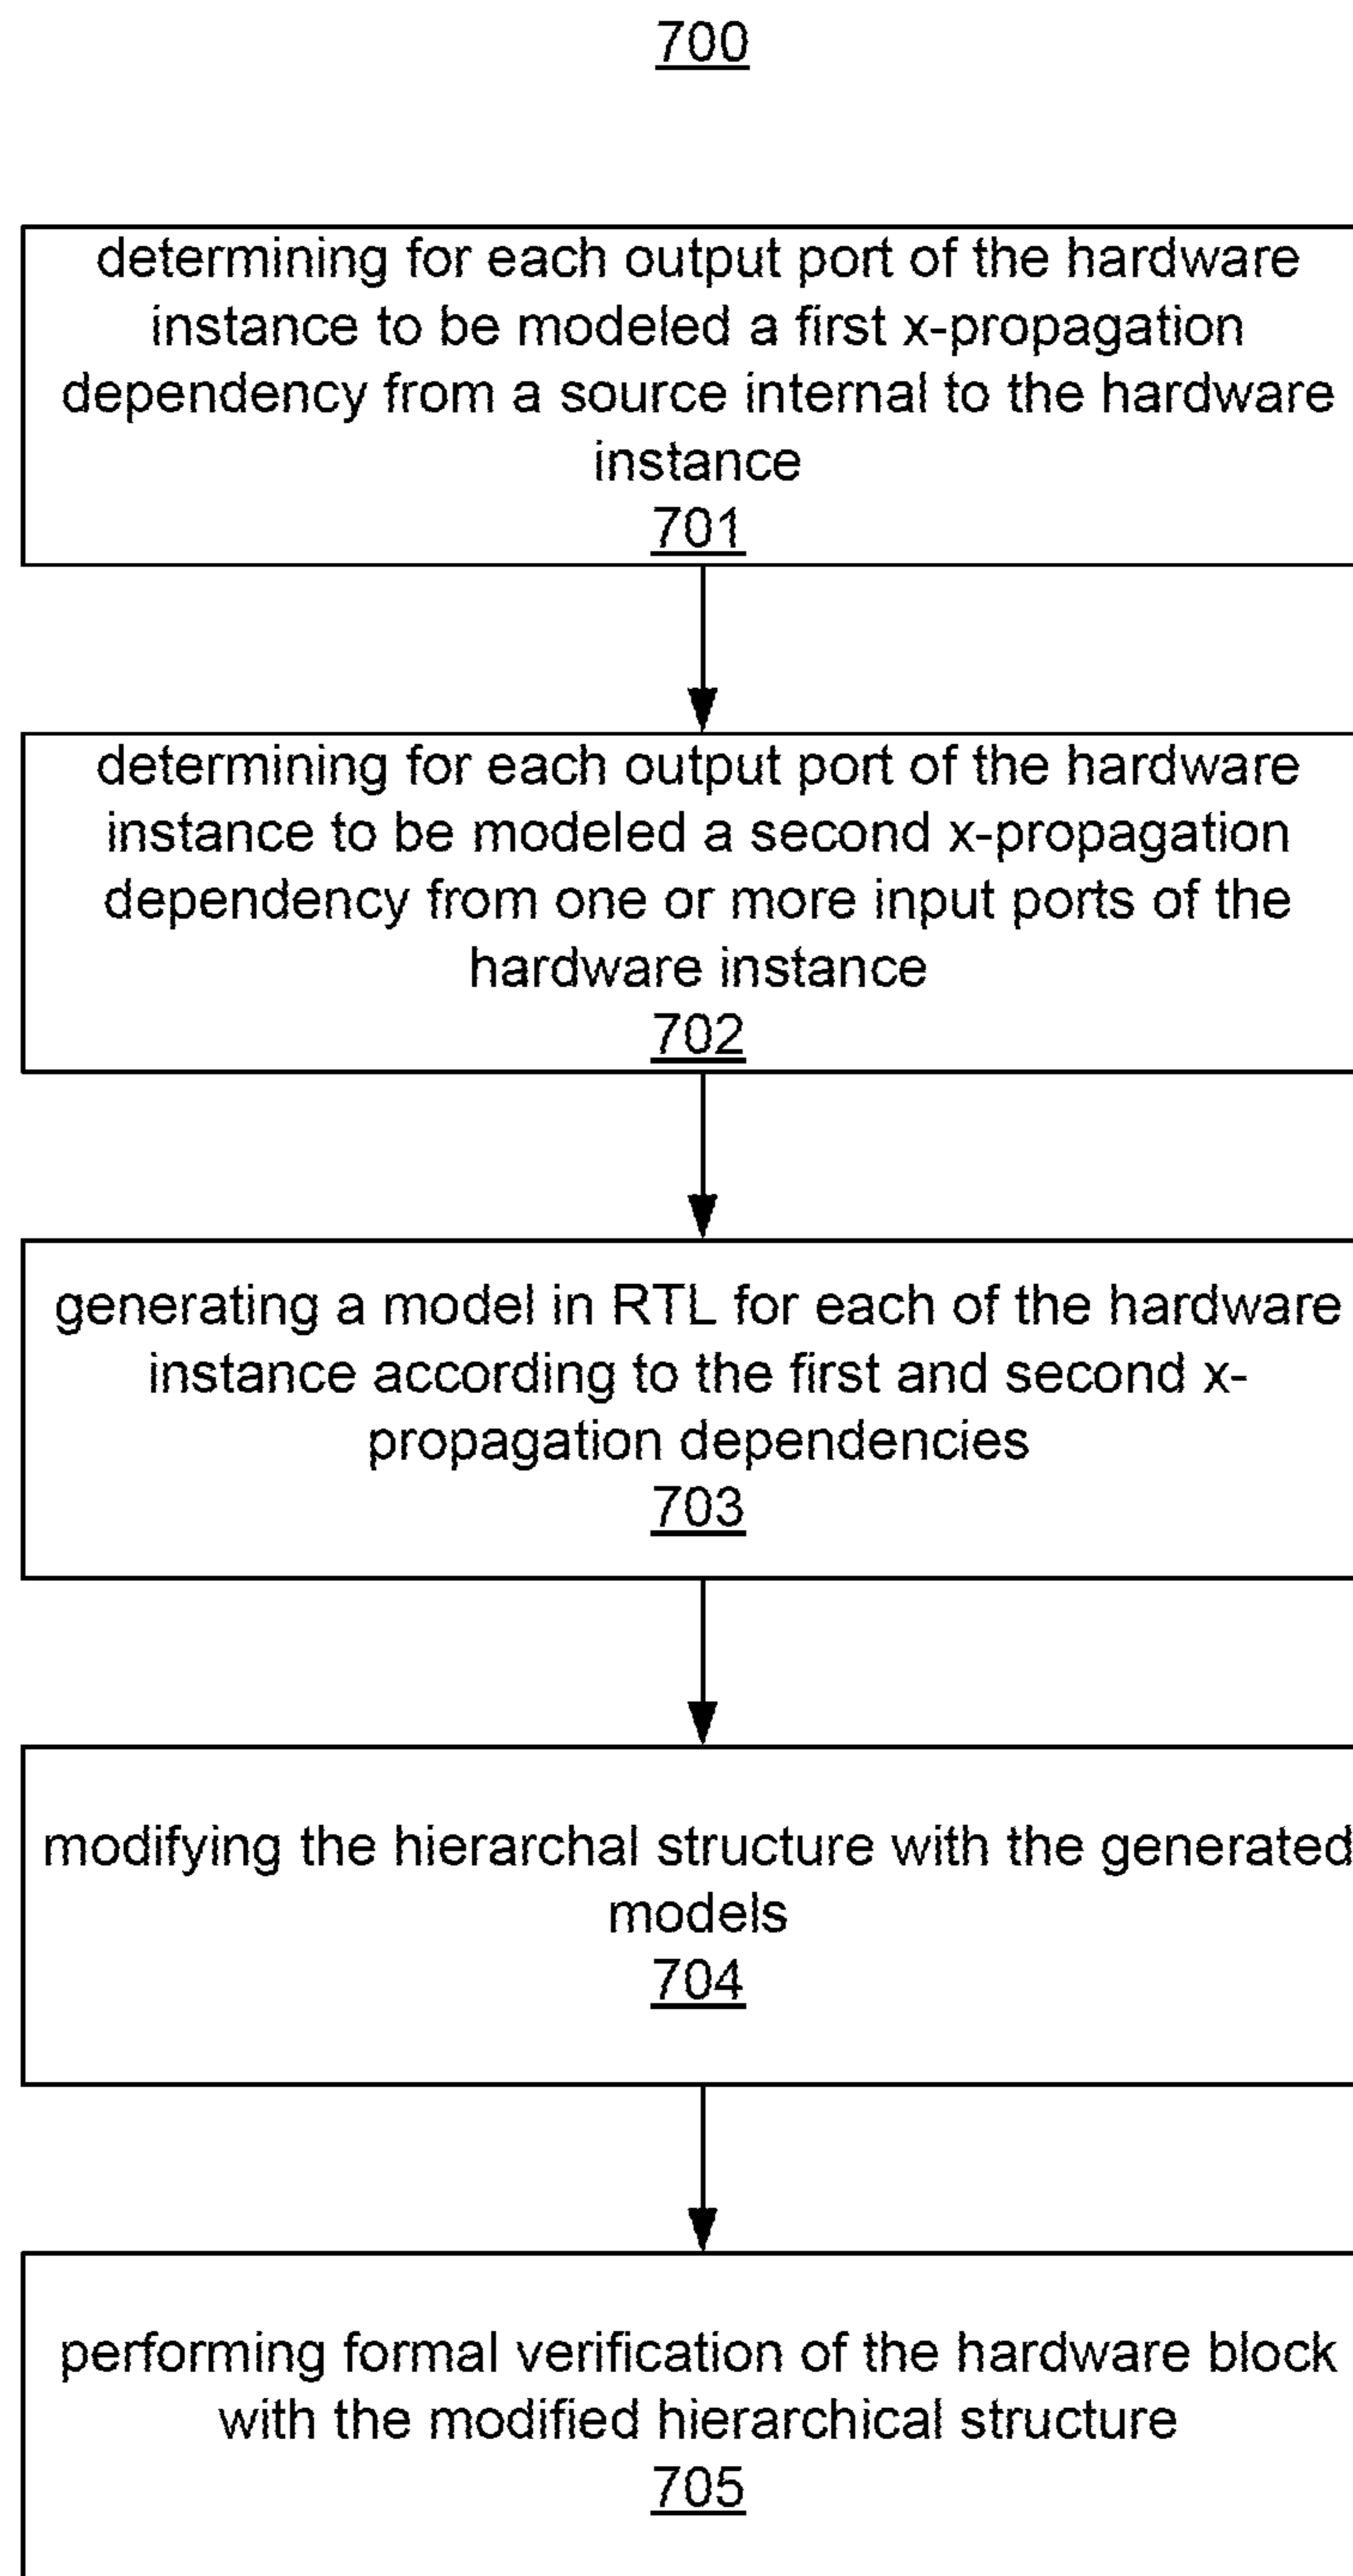 700
determining for each output port of the hardware
instance to be modeled a first x-propagation
dependency from a source internal to the hardware
instance
701
determining for each output port of the hardware
instance to be modeled a second x-propagation
dependency from one or more input ports of the
hardware instance
702
generating a model in RTL for each of the hardware
instance according to the first and second x-
propagation dependencies
703
modifying the hierarchal structure with the generated
models
704
performing formal verification of the hardware block
with the modified hierarchical structure
705